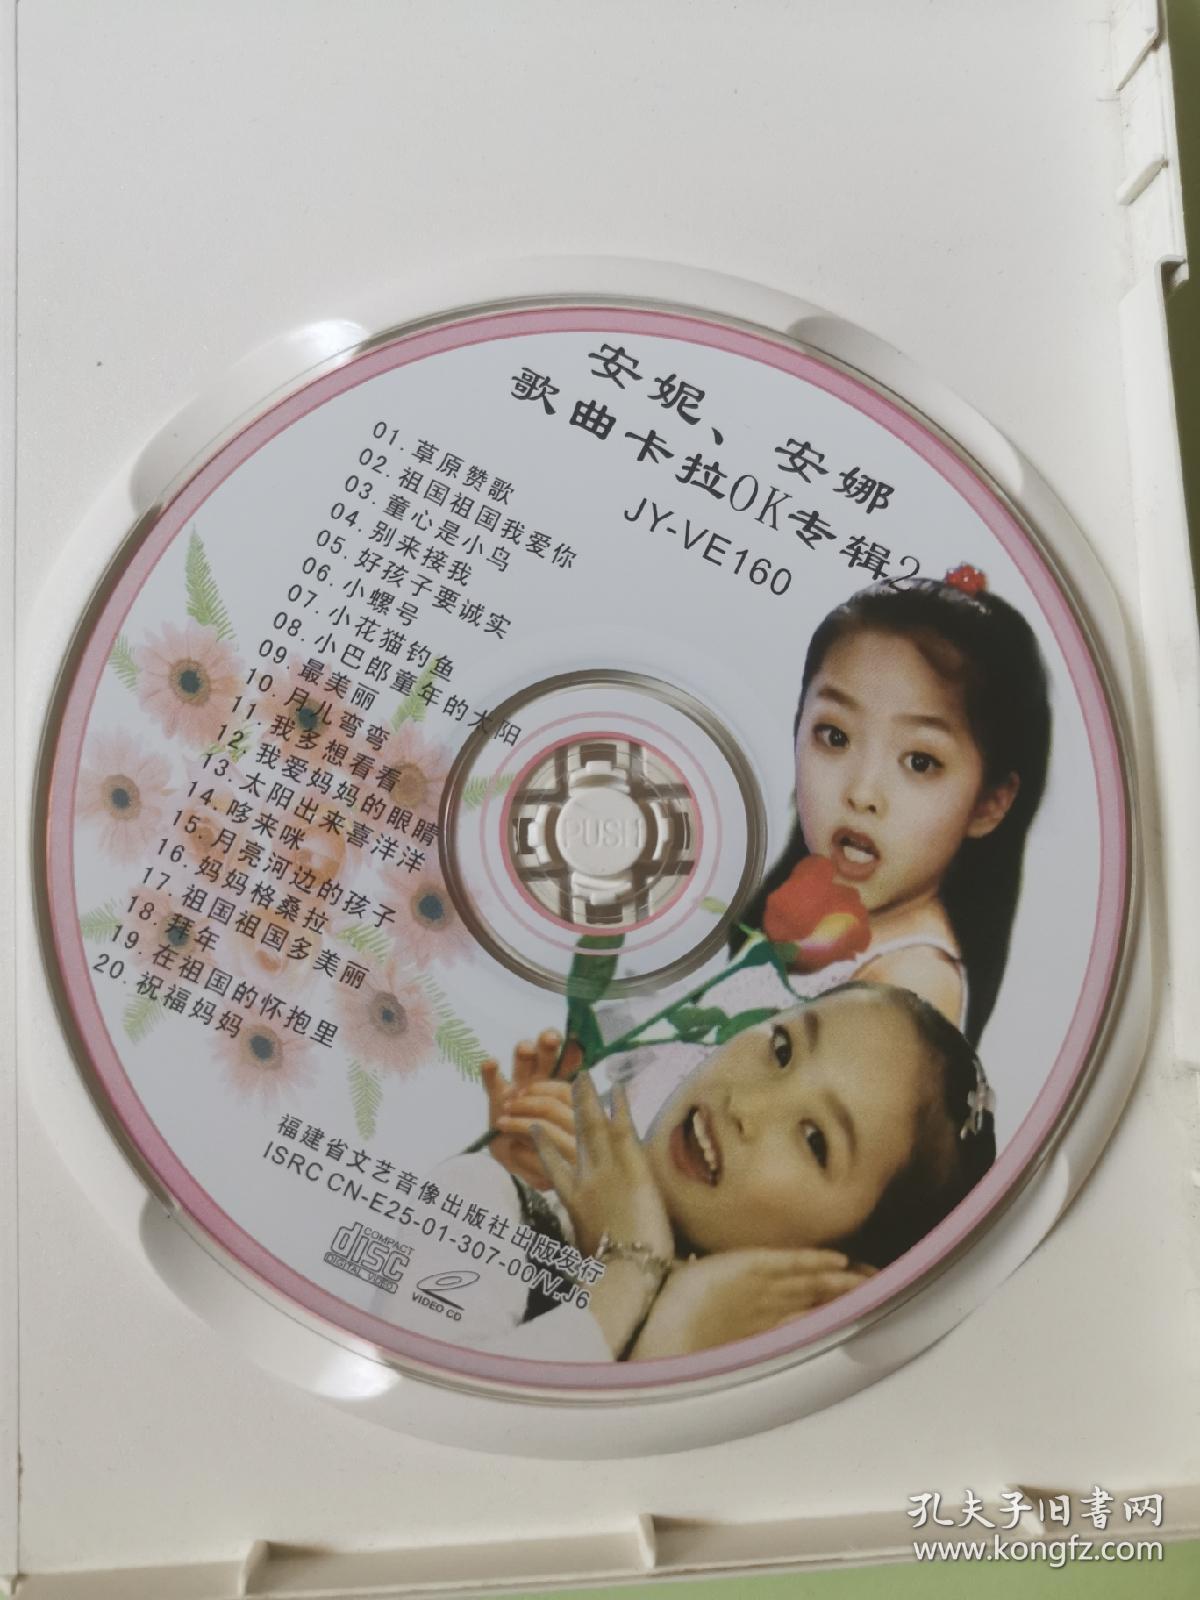 安妮、安娜
歌曲卡拉OK专辑2
JY-VE160
01.草原赞歌
02.祖国祖国我爱你
03.童心是小鸟
04.别来接我
05.好孩子要诚实
06.小螺号
07.小花猫钓鱼
08.小巴郎童年的太阳
09.最美丽
10.月儿弯弯
11.我多想看看
12.我爱妈妈的眼睛
13.太阳出来喜洋洋
14.哆来咪
15.月亮河边的孩子
16.妈妈格桑拉
17.祖国祖国多美丽
18.拜年
19.在祖国的怀抱里
20.祝福妈妈
PUSH
福建省文艺音像出版社出版发行
ISRC CN-E25-01-307-00/V.J6
COMPACT
disc
DIGITAL VIDEO
VIDEO CD
孔夫子旧书网
www.kongfz.com